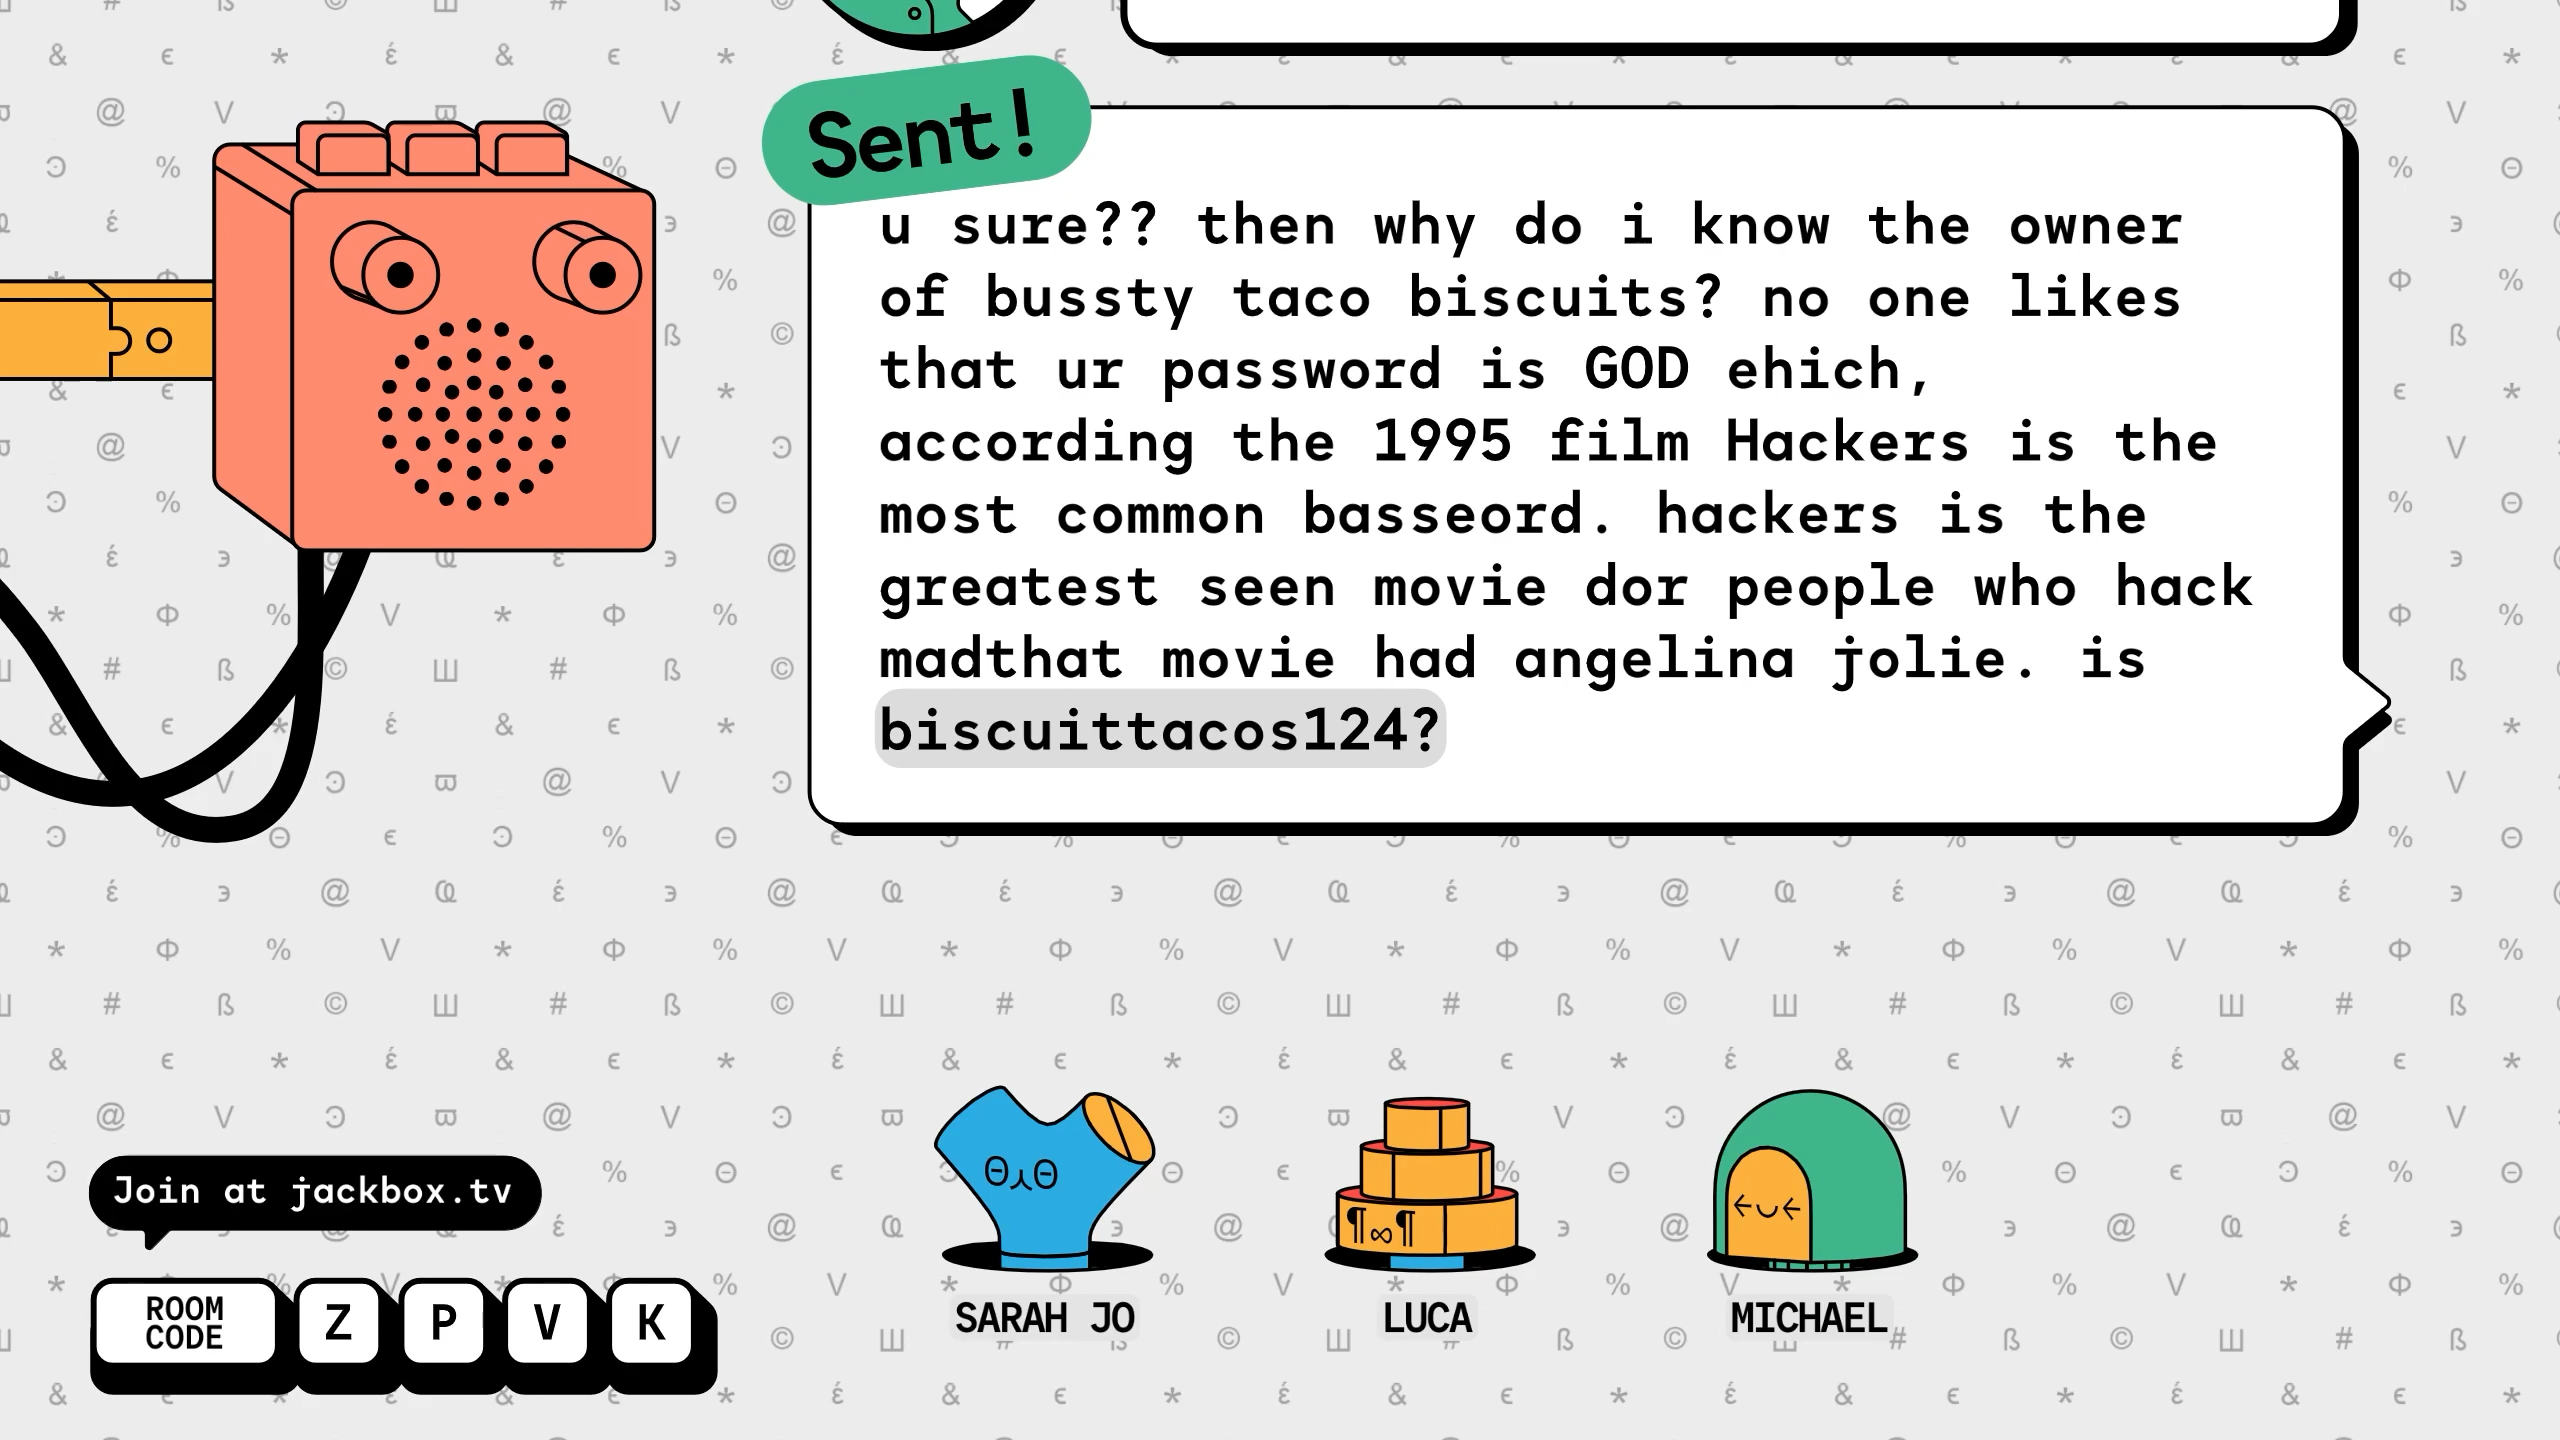 Sent!
u sure?? then why do i know the owner
of bussty taco biscuits? no one likes
that ur password is GOD ehich,
according the 1995 film Hackers is the
most common basseord. hackers is the
greatest seen movie dor people who hack
madthat movie had angelina jolie. is
biscuittacos124?
Join at jackbox.tv
ROOM
CODE
Z P V K
SARAH JO
LUCA
MICHAEL